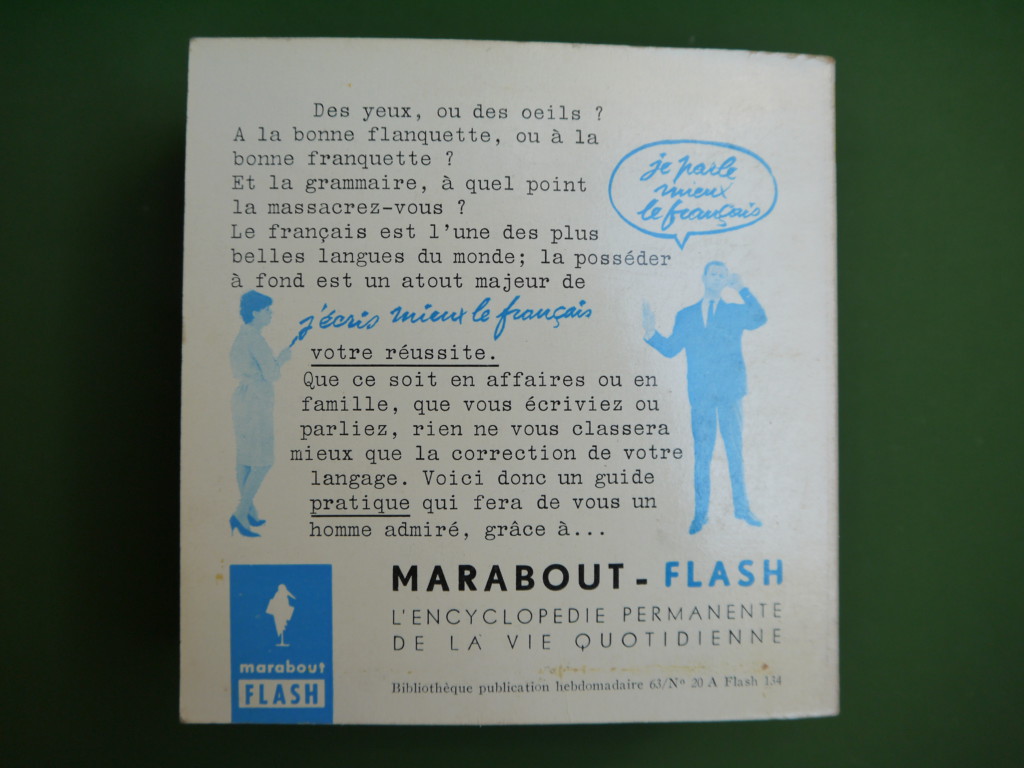 Des yeux, ou des oeils ?
A la bonne flanquette, ou à la
bonne franquette ?
Et la grammaire, à quel point
la massacrez-vous ?
Le français est l'une des plus
belles langues du monde; la posséder
à fond est un atout majeur de
je parle
mieux
le français
j'écris mieux le français
votre réussite.
Que ce soit en affaires ou en
famille, que vous écriviez ou
parliez, rien ne vous classera
mieux que la correction de votre
langage. Voici donc un guide
pratique qui fera de vous un
homme admiré, grâce à...
MARABOUT - FLASH
L'ENCYCLOPEDIE PERMANENTE
DE LA VIE QUOTIDIENNE
marabout
FLASH
Bibliothèque publication hebdomadaire 63/Nº 20 A Flash 134